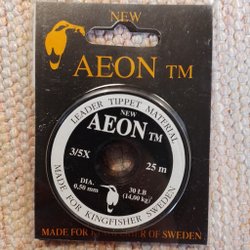 NEW
AEON TM
LEADER TIPPET MATERIAL
NEW
AEON TM
3/5X
25 m
DIA.
0,50 mm
30 LB
(14,00 kg)
MADE FOR KINGFISHER OF SWEDEN
MADE FOR KINGFISHER OF SWEDEN